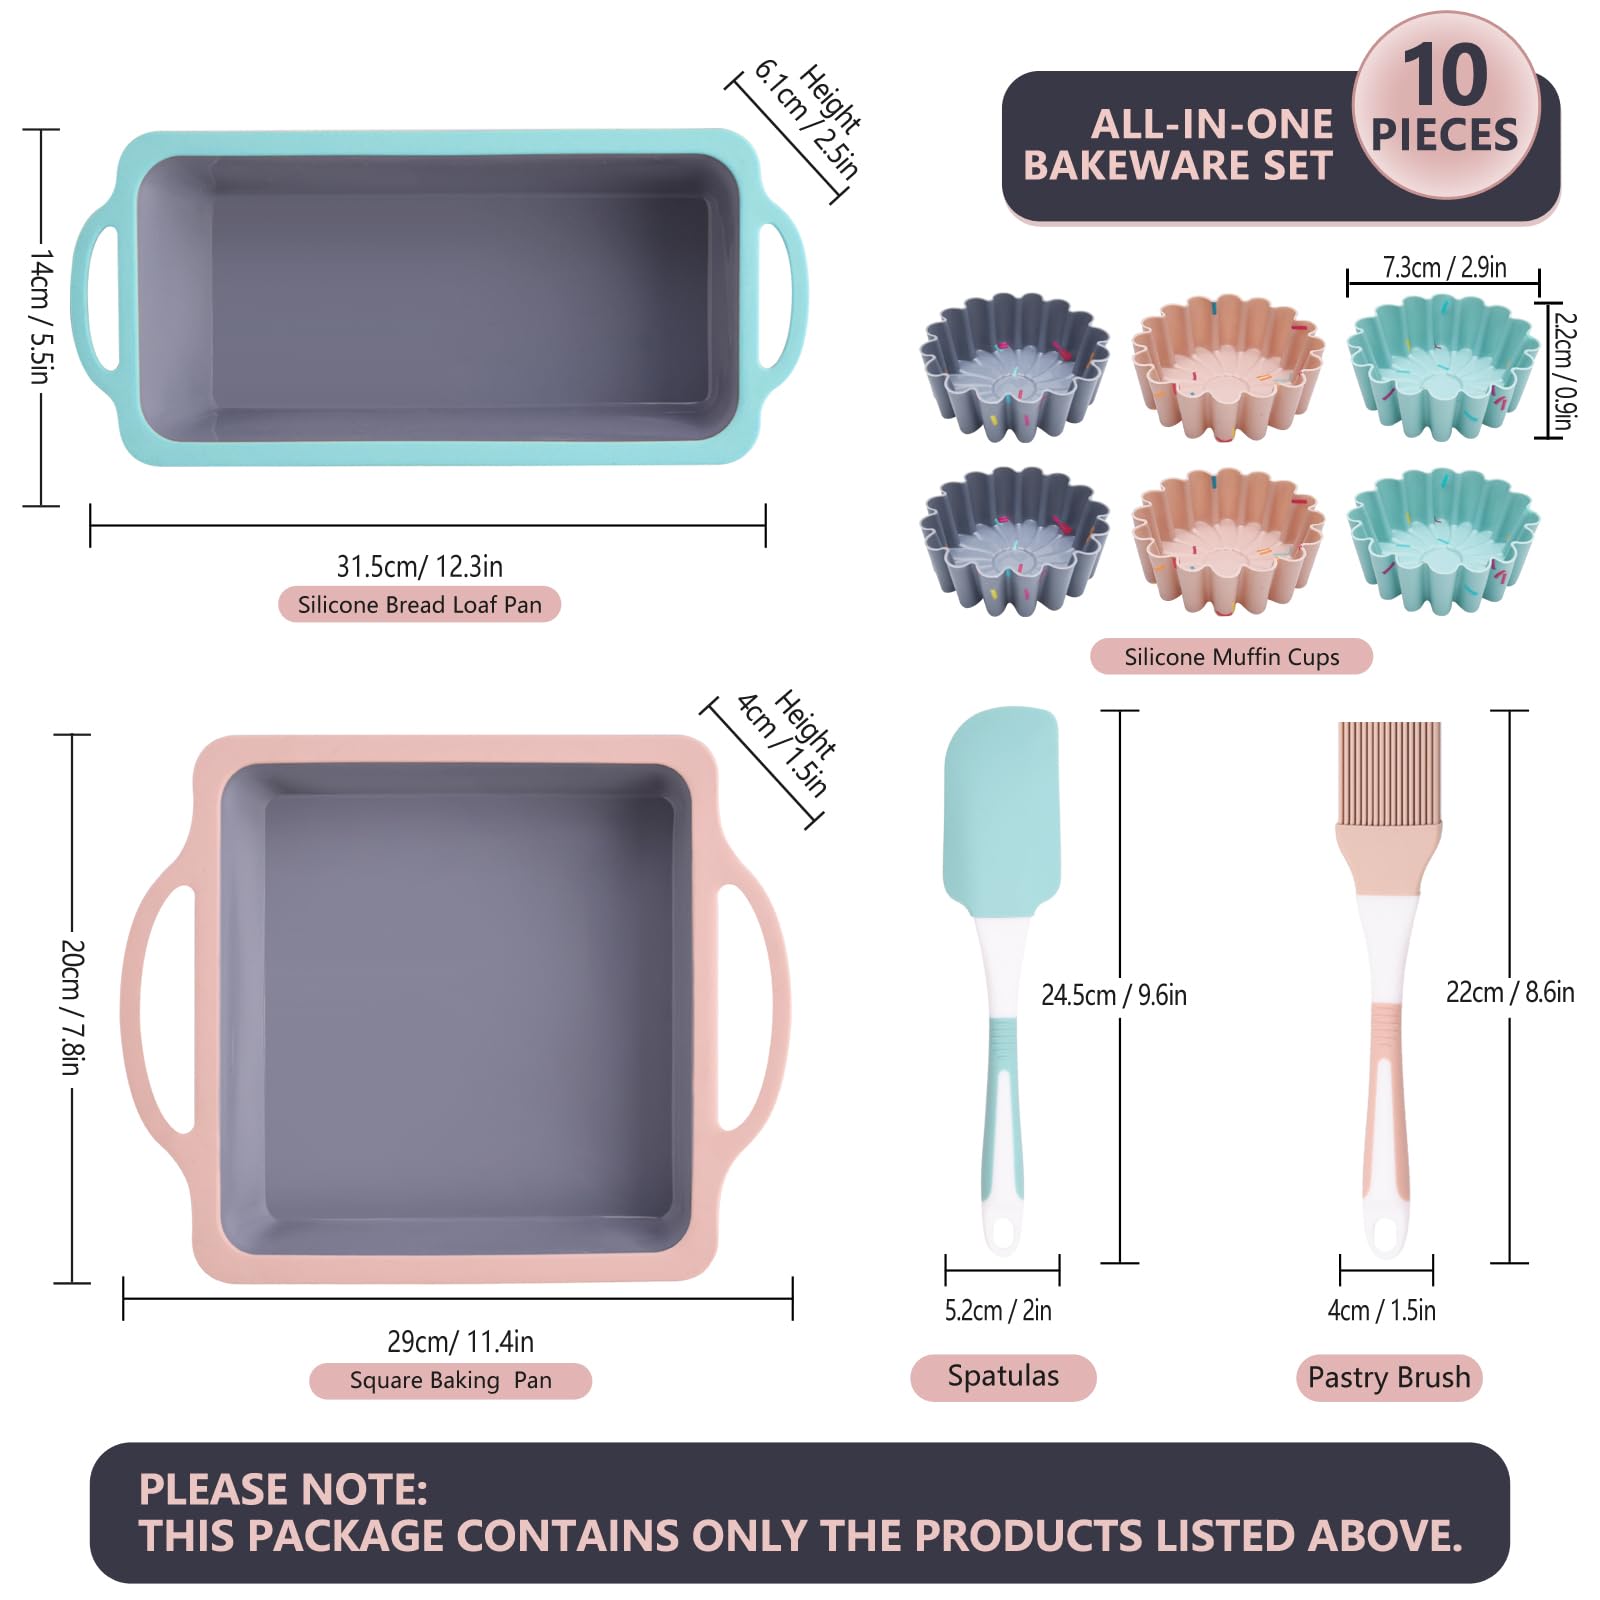 10
PIECES
ALL-IN-ONE
BAKEWARE SET
Height
6.1cm / 2.5in
14cm / 5.5in
31.5cm/ 12.3in
Silicone Bread Loaf Pan
7.3cm / 2.9in
2.2cm / 0.9in
Silicone Muffin Cups
Height
4cm / 1.5in
20cm / 7.8in
29cm/ 11.4in
Square Baking Pan
24.5cm / 9.6in
5.2cm / 2in
Spatulas
22cm / 8.6in
4cm / 1.5in
Pastry Brush
PLEASE NOTE:
THIS PACKAGE CONTAINS ONLY THE PRODUCTS LISTED ABOVE.